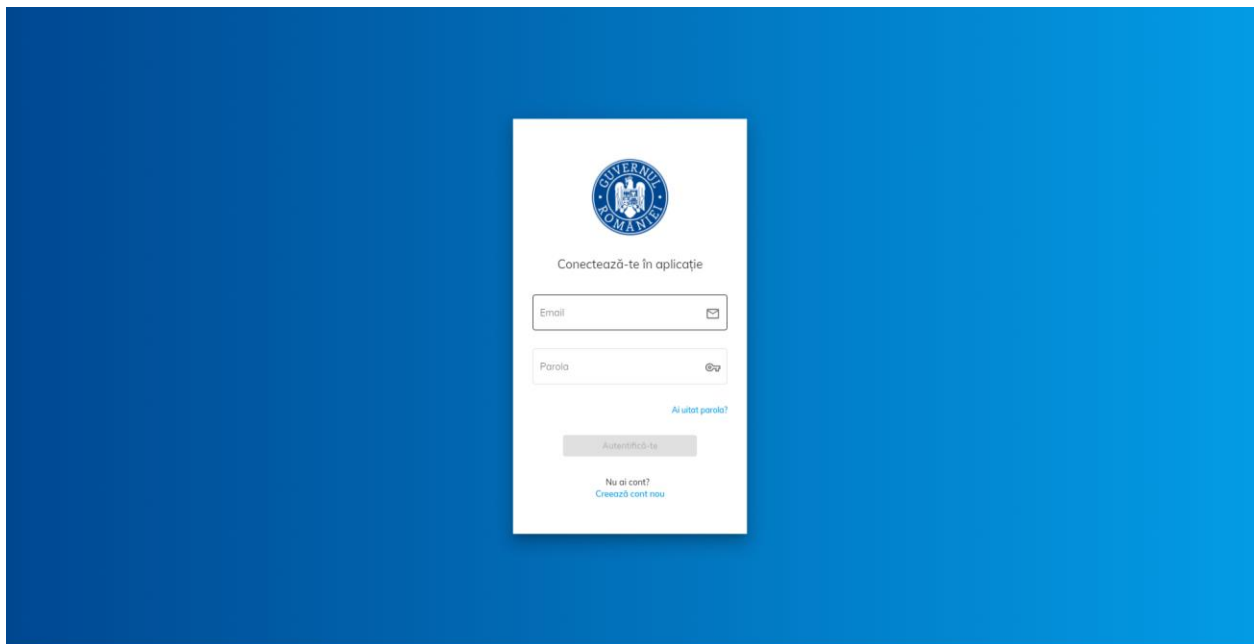 GUVERNUL ROMÂNIEI
Conectează-te în aplicație
Email
Parola
Ai uitat parola?
Autentifică-te
Nu ai cont?
Creează cont nou